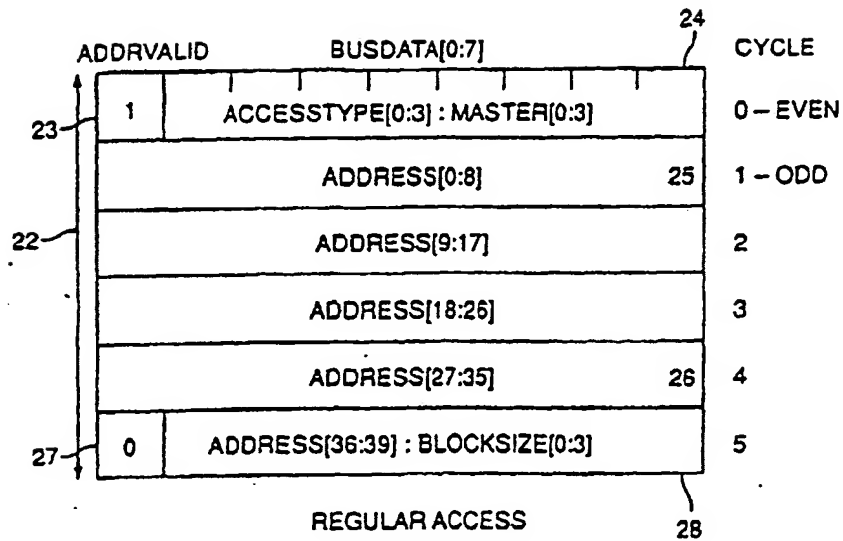 24
ADDRVALID BUSDATA[0:7] CYCLE
23 1 ACCESSTYPE[0:3] : MASTER[0:3] 0 – EVEN
ADDRESS[0:8] 25 1 – ODD
22 ADDRESS[9:17] 2
ADDRESS[18:26] 3
ADDRESS[27:35] 26 4
27 0 ADDRESS[36:39] : BLOCKSIZE[0:3] 5
REGULAR ACCESS 28